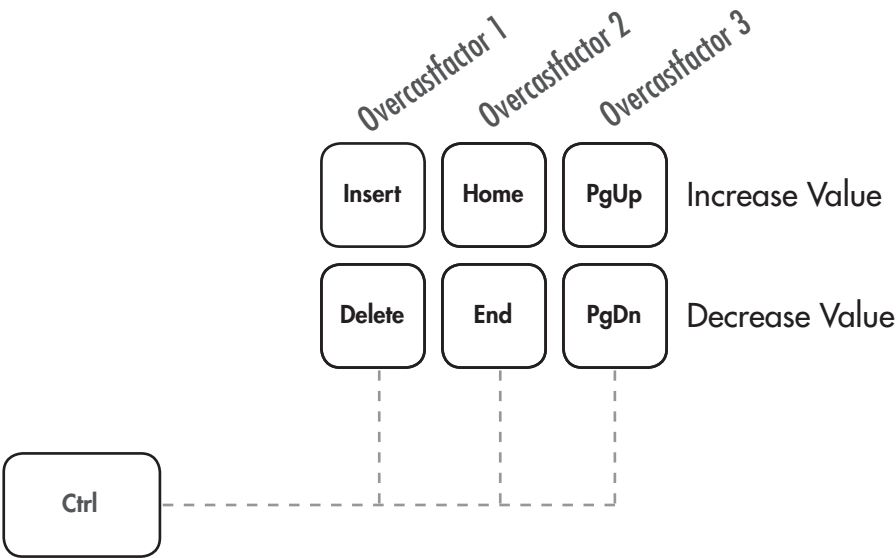 Overcastfactor 1 Overcastfactor 2 Overcastfactor 3
Insert Home PgUp Increase Value
Delete End PgDn Decrease Value
Ctrl